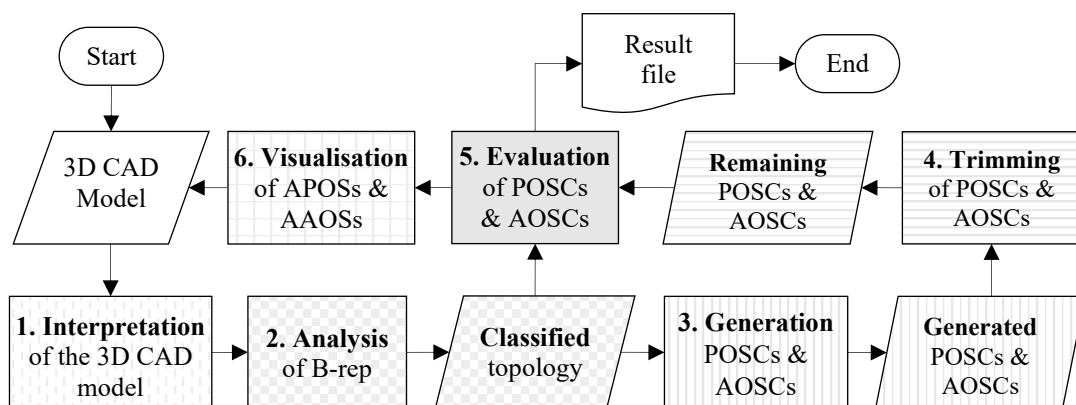 Start
Result
file
End
3D CAD
Model
6. Visualisation
of APOSs &
AAOSs
5. Evaluation
of POSCs
& AOSCs
Remaining
POSCs &
AOSCs
4. Trimming
of POSCs &
AOSCs
1. Interpretation
of the 3D CAD
model
2. Analysis
of B-rep
Classified
topology
3. Generation
POSCs &
AOSCs
Generated
POSCs &
AOSCs